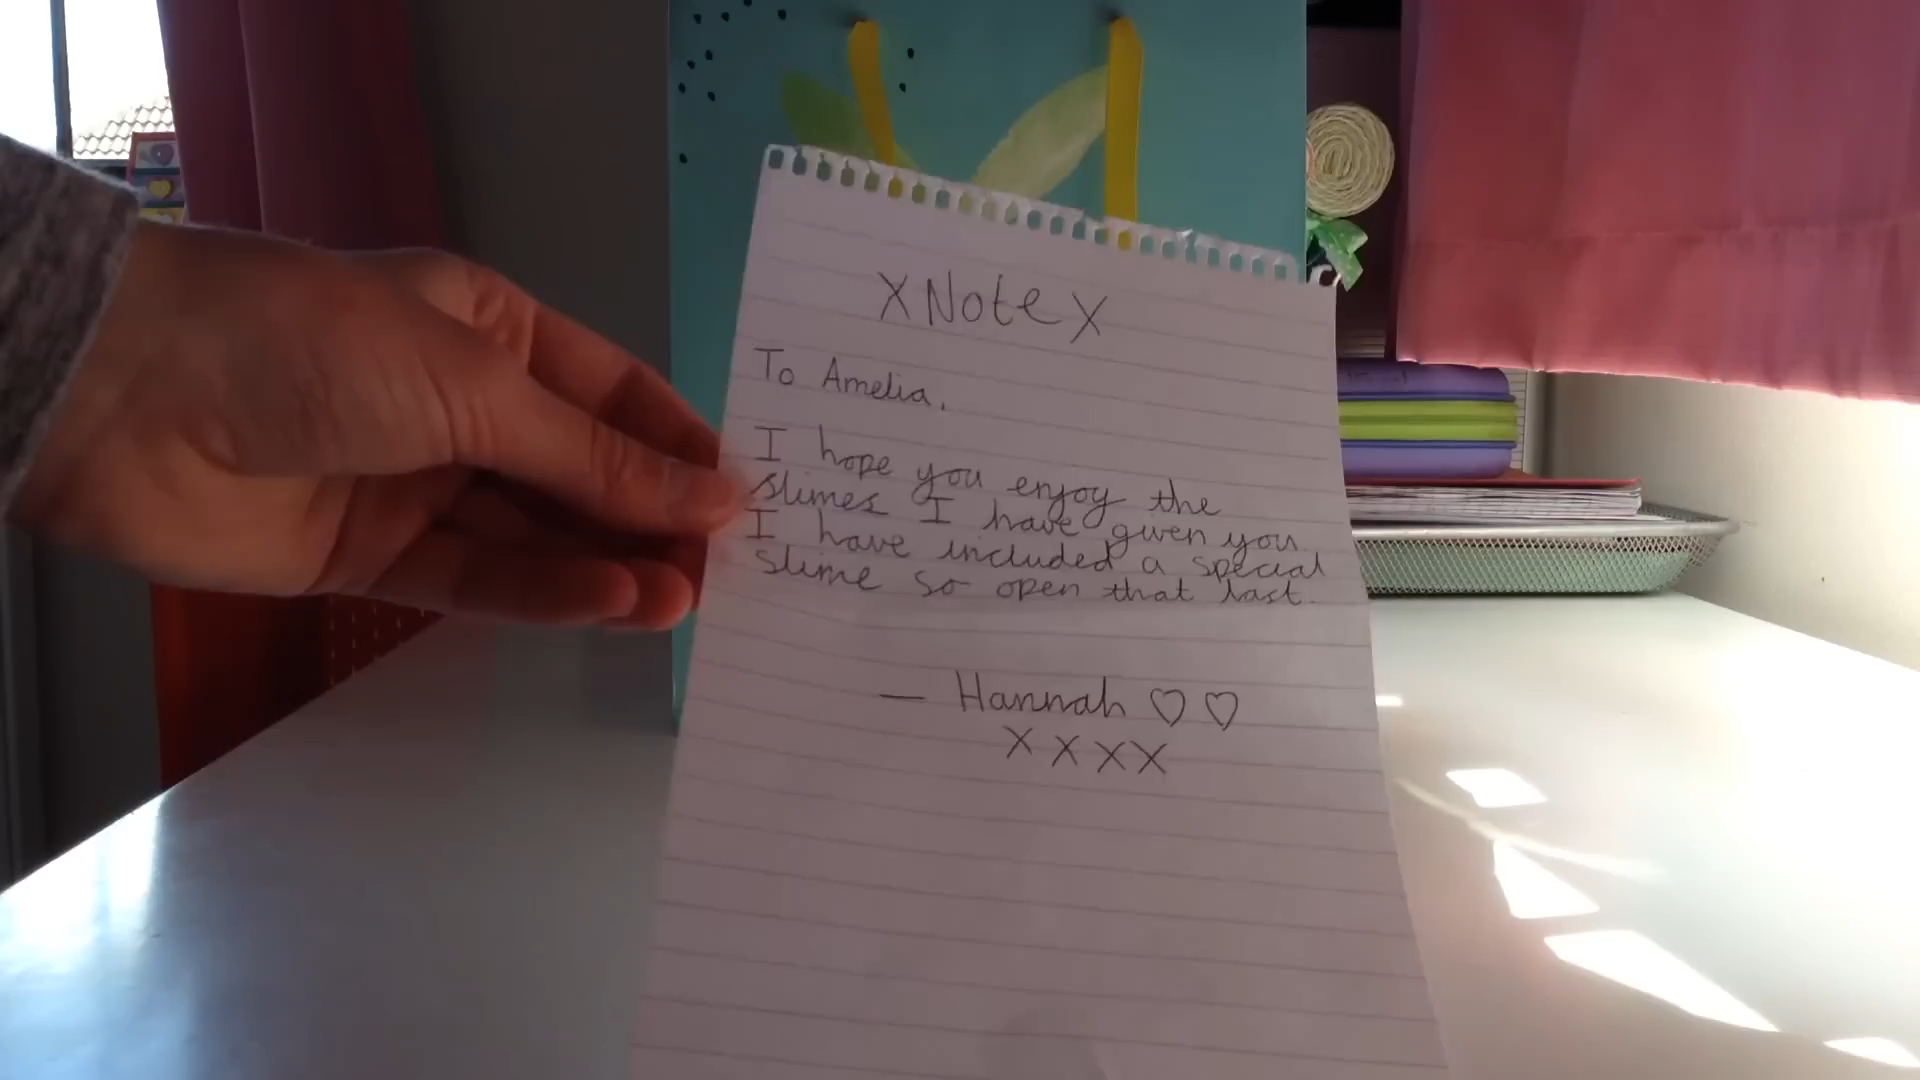 X Note X
To Amelia,
I hope you enjoy the
slimes I have given you.
I have included a special
slime so open that last.
— Hannah ♡ ♡
X X X X